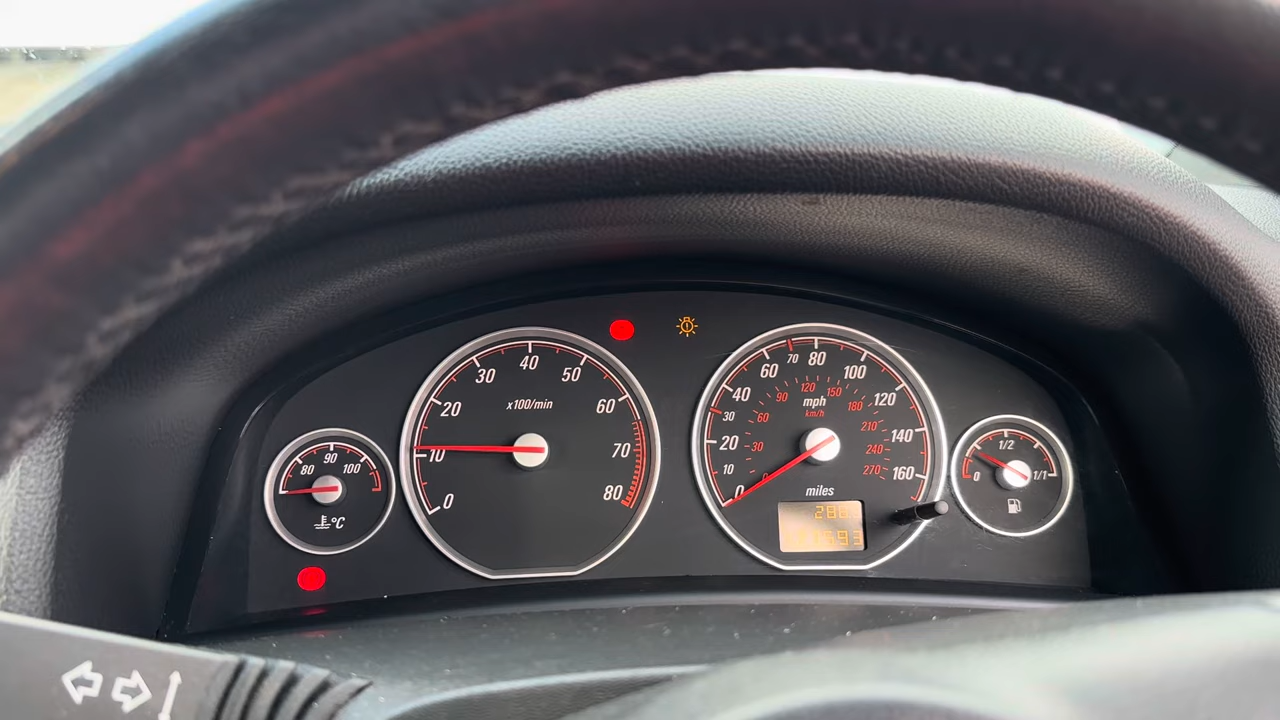 80 90 100
°C
0 10 20 30 40 50 60 70 80
x100/min
0 10 20 30 40 60 70 80 100 120 140 160
30 60 90 120 150 180 210 240 270
mph
km/h
miles
0 1/2 1/1